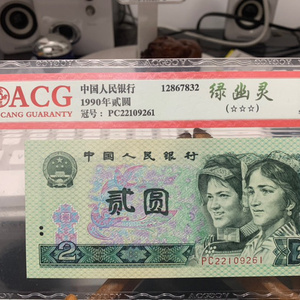 ACG
CANG GUARANTY
中国人民银行 12867832
1990年贰圆
冠号：PC22109261
绿幽灵
(☆☆☆)
中国人民银行
贰圆
PC22109261
2